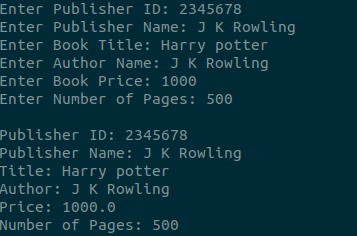 Enter Publisher ID: 2345678
Enter Publisher Name: J K Rowling
Enter Book Title: Harry potter
Enter Author Name: J K Rowling
Enter Book Price: 1000
Enter Number of Pages: 500

Publisher ID: 2345678
Publisher Name: J K Rowling
Title: Harry potter
Author: J K Rowling
Price: 1000.0
Number of Pages: 500